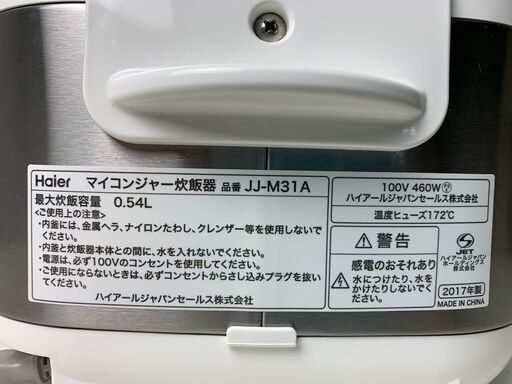 Haier マイコンジャー炊飯器 品番 JJ-M31A
最大炊飯容量 0.54L
<ご使用上の注意>
・内釜には、金属ヘラ、ナイロンたわし、クレンザー等を使用しないでください。
・内釜と炊飯器本体との間に、水を入れないでください。
・電源は、必ず100Vのコンセントを使用してください。
・ご使用にならないときは、必ずコンセントからさし込みプラグを抜いてください。
ハイアールジャパンセールス株式会社
100V 460W
ハイアールジャパンセールス株式会社
温度ヒューズ172℃
警告
感電のおそれあり
水につけたり、水をかけたりしないでください。
JET
ハイアールジャパン
ホールディングス
株式会社
2017年製
MADE IN CHINA